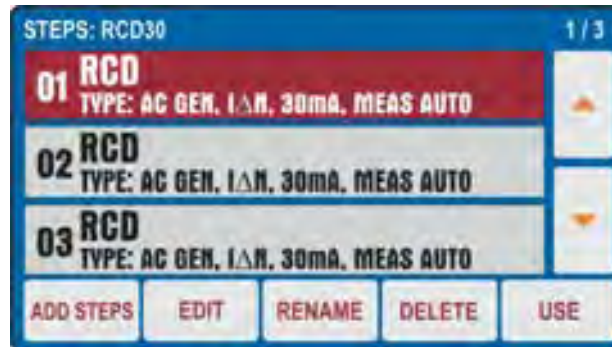 STEPS: RCD30 1/3
01 RCD
TYPE: AC GEN, I∆N, 30mA, MEAS AUTO
02 RCD
TYPE: AC GEN, I∆N, 30mA, MEAS AUTO
03 RCD
TYPE: AC GEN, I∆N, 30mA, MEAS AUTO
ADD STEPS EDIT RENAME DELETE USE